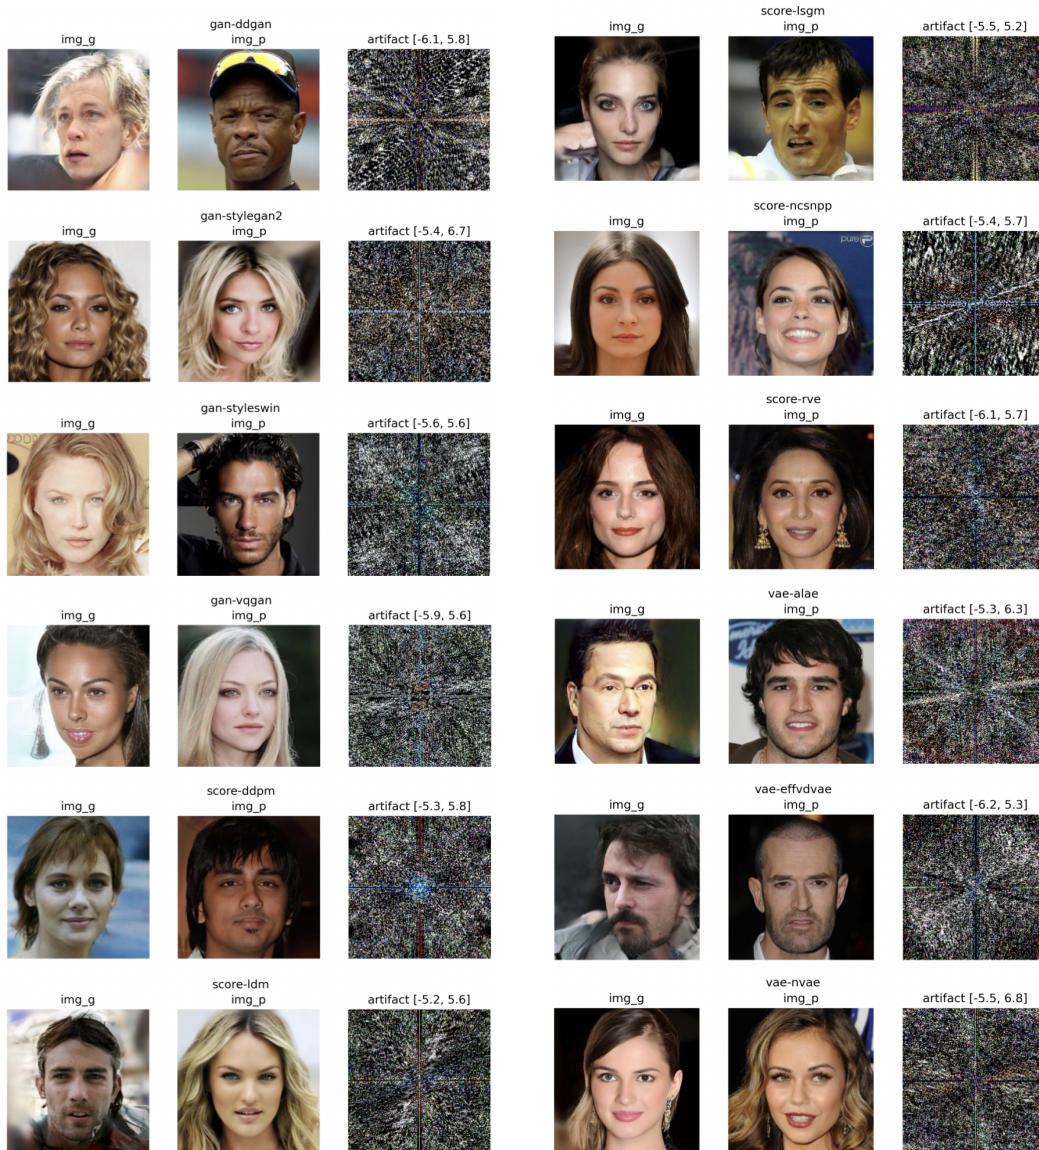 gan-ddgan
img_g img_p artifact [-6.1, 5.8]
gan-stylegan2
img_g img_p artifact [-5.4, 6.7]
gan-styleswin
img_g img_p artifact [-5.6, 5.6]
gan-vqgan
img_g img_p artifact [-5.9, 5.6]
score-ddpm
img_g img_p artifact [-5.3, 5.8]
score-ldm
img_g img_p artifact [-5.2, 5.6]
score-lsgm
img_g img_p artifact [-5.5, 5.2]
score-ncsnpp
img_g img_p artifact [-5.4, 5.7]
pure
score-rve
img_g img_p artifact [-6.1, 5.7]
vae-alae
img_g img_p artifact [-5.3, 6.3]
vae-effvdvae
img_g img_p artifact [-6.2, 5.3]
vae-nvae
img_g img_p artifact [-5.5, 6.8]